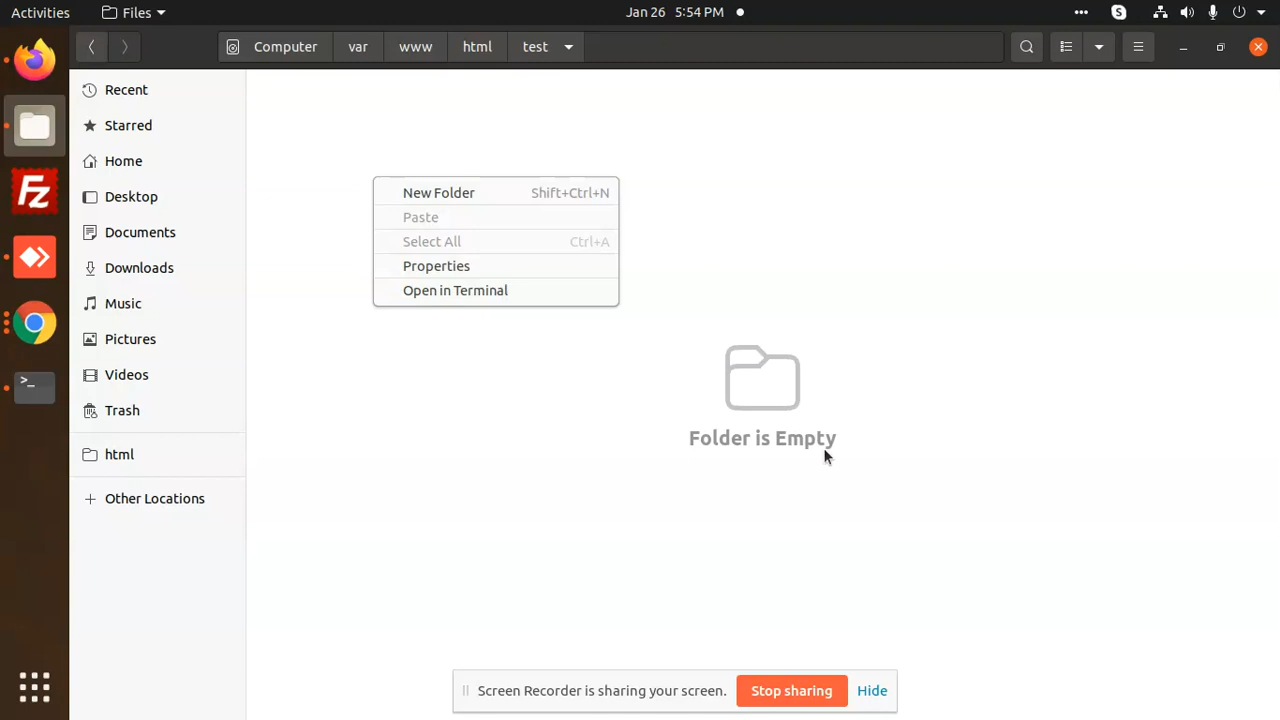 Activities Files Jan 26 5:54 PM
Computer var www html test
Recent
Starred
Home
Desktop
Documents
Downloads
Music
Pictures
Videos
Trash
html
Other Locations
New Folder Shift+Ctrl+N
Paste
Select All Ctrl+A
Properties
Open in Terminal
Folder is Empty
Screen Recorder is sharing your screen. Stop sharing Hide
Fz
>_
S